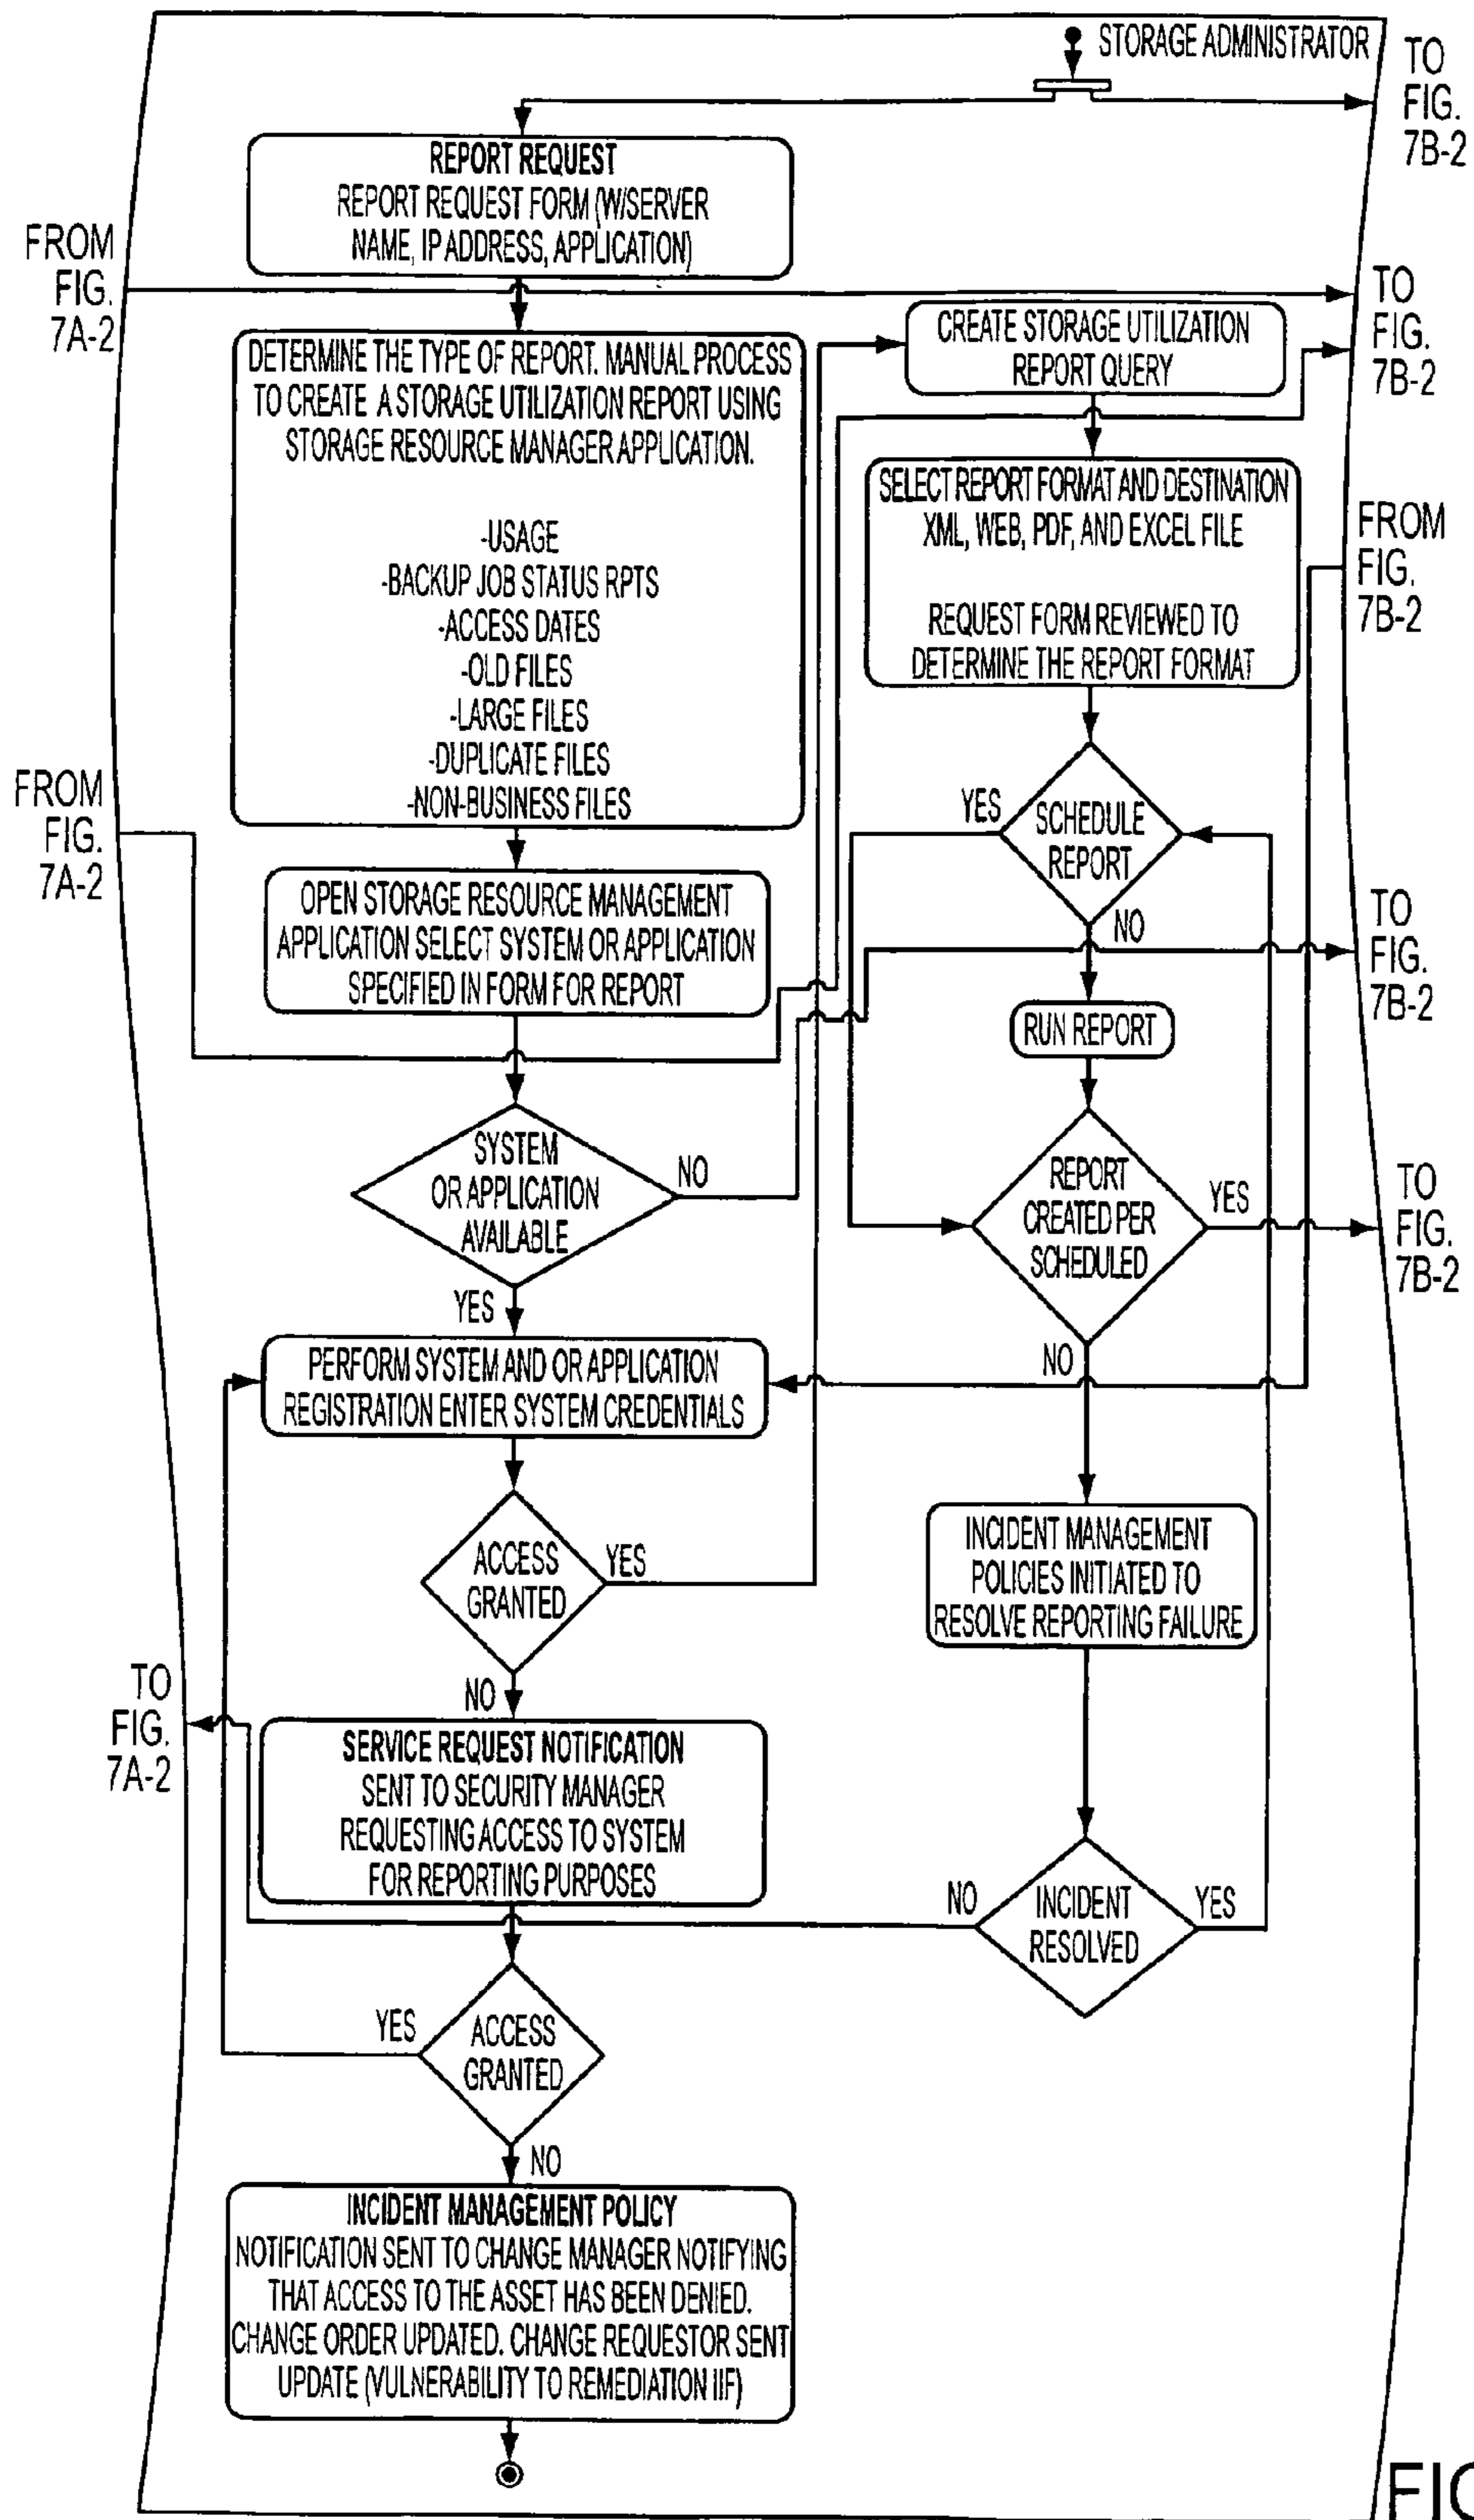 STORAGE ADMINISTRATOR
TO
FIG.
7B-2
REPORT REQUEST
REPORT REQUEST FORM (W/SERVER
NAME, IP ADDRESS, APPLICATION)
FROM
FIG.
7A-2
TO
FIG.
7B-2
CREATE STORAGE UTILIZATION
REPORT QUERY
DETERMINE THE TYPE OF REPORT. MANUAL PROCESS
TO CREATE A STORAGE UTILIZATION REPORT USING
STORAGE RESOURCE MANAGER APPLICATION.
-USAGE
-BACKUP JOB STATUS RPTS
-ACCESS DATES
-OLD FILES
-LARGE FILES
-DUPLICATE FILES
-NON-BUSINESS FILES
SELECT REPORT FORMAT AND DESTINATION
XML, WEB, PDF, AND EXCEL FILE
REQUEST FORM REVIEWED TO
DETERMINE THE REPORT FORMAT
FROM
FIG.
7B-2
FROM
FIG.
7A-2
YES
SCHEDULE
REPORT
NO
OPEN STORAGE RESOURCE MANAGEMENT
APPLICATION SELECT SYSTEM OR APPLICATION
SPECIFIED IN FORM FOR REPORT
TO
FIG.
7B-2
RUN REPORT
SYSTEM
OR APPLICATION
AVAILABLE
NO
YES
REPORT
CREATED PER
SCHEDULED
YES
NO
TO
FIG.
7B-2
PERFORM SYSTEM AND OR APPLICATION
REGISTRATION ENTER SYSTEM CREDENTIALS
ACCESS
GRANTED
YES
NO
INCIDENT MANAGEMENT
POLICIES INITIATED TO
RESOLVE REPORTING FAILURE
TO
FIG.
7A-2
SERVICE REQUEST NOTIFICATION
SENT TO SECURITY MANAGER
REQUESTING ACCESS TO SYSTEM
FOR REPORTING PURPOSES
NO
INCIDENT
RESOLVED
YES
YES
ACCESS
GRANTED
NO
INCIDENT MANAGEMENT POLICY
NOTIFICATION SENT TO CHANGE MANAGER NOTIFYING
THAT ACCESS TO THE ASSET HAS BEEN DENIED.
CHANGE ORDER UPDATED. CHANGE REQUESTOR SENT
UPDATE (VULNERABILITY TO REMEDIATION IIF)